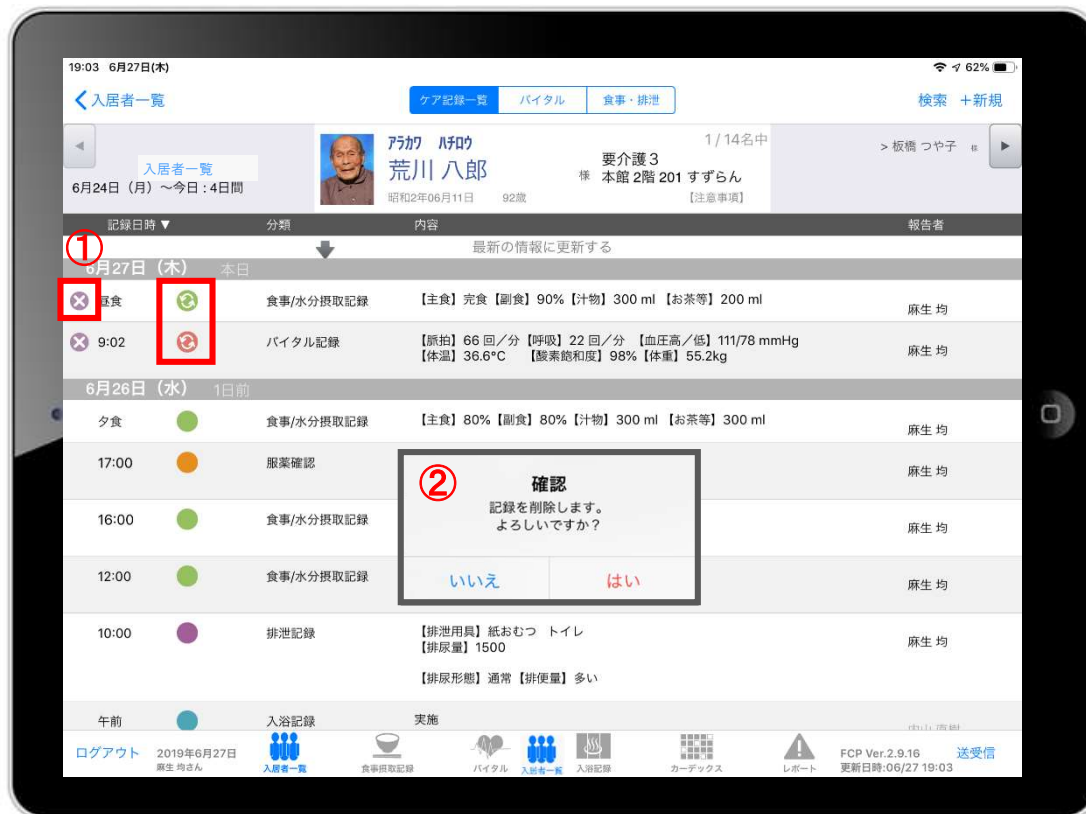 19:03 6月27日(木)
62%
入居者一覧
ケア記録一覧 バイタル 食事・排泄
検索 +新規
入居者一覧
6月24日（月）～今日：4日間
ｱﾗｶﾜ ﾊﾁﾛｳ
荒川 八郎 様
昭和2年06月11日 92歳
1 / 14名中
要介護３
本館 2階 201 すずらん
【注意事項】
> 板橋 つや子 様
記録日時 ▼ 分類 内容 報告者
①
最新の情報に更新する
6月27日（木） 本日
昼食 食事/水分摂取記録 【主食】完食【副食】90%【汁物】300 ml 【お茶等】200 ml 麻生 均
9:02 バイタル記録 【脈拍】66 回／分【呼吸】22 回／分 【血圧高／低】111/78 mmHg 麻生 均
【体温】36.6°C 【酸素飽和度】98%【体重】55.2kg
6月26日（水） 1日前
夕食 食事/水分摂取記録 【主食】80%【副食】80%【汁物】300 ml 【お茶等】300 ml 麻生 均
17:00 服薬確認 麻生 均
②
確認
記録を削除します。
よろしいですか？
いいえ はい
16:00 食事/水分摂取記録 麻生 均
12:00 食事/水分摂取記録 麻生 均
10:00 排泄記録 【排泄用具】紙おむつ トイレ 麻生 均
【排尿量】1500
【排尿形態】通常【排便量】多い
午前 入浴記録 実施
ログアウト
2019年6月27日
麻生 均さん
入居者一覧 食事摂取記録 バイタル 入居者一覧 入浴記録 カーデックス レポート
FCP Ver.2.9.16
更新日時:06/27 19:03
送受信